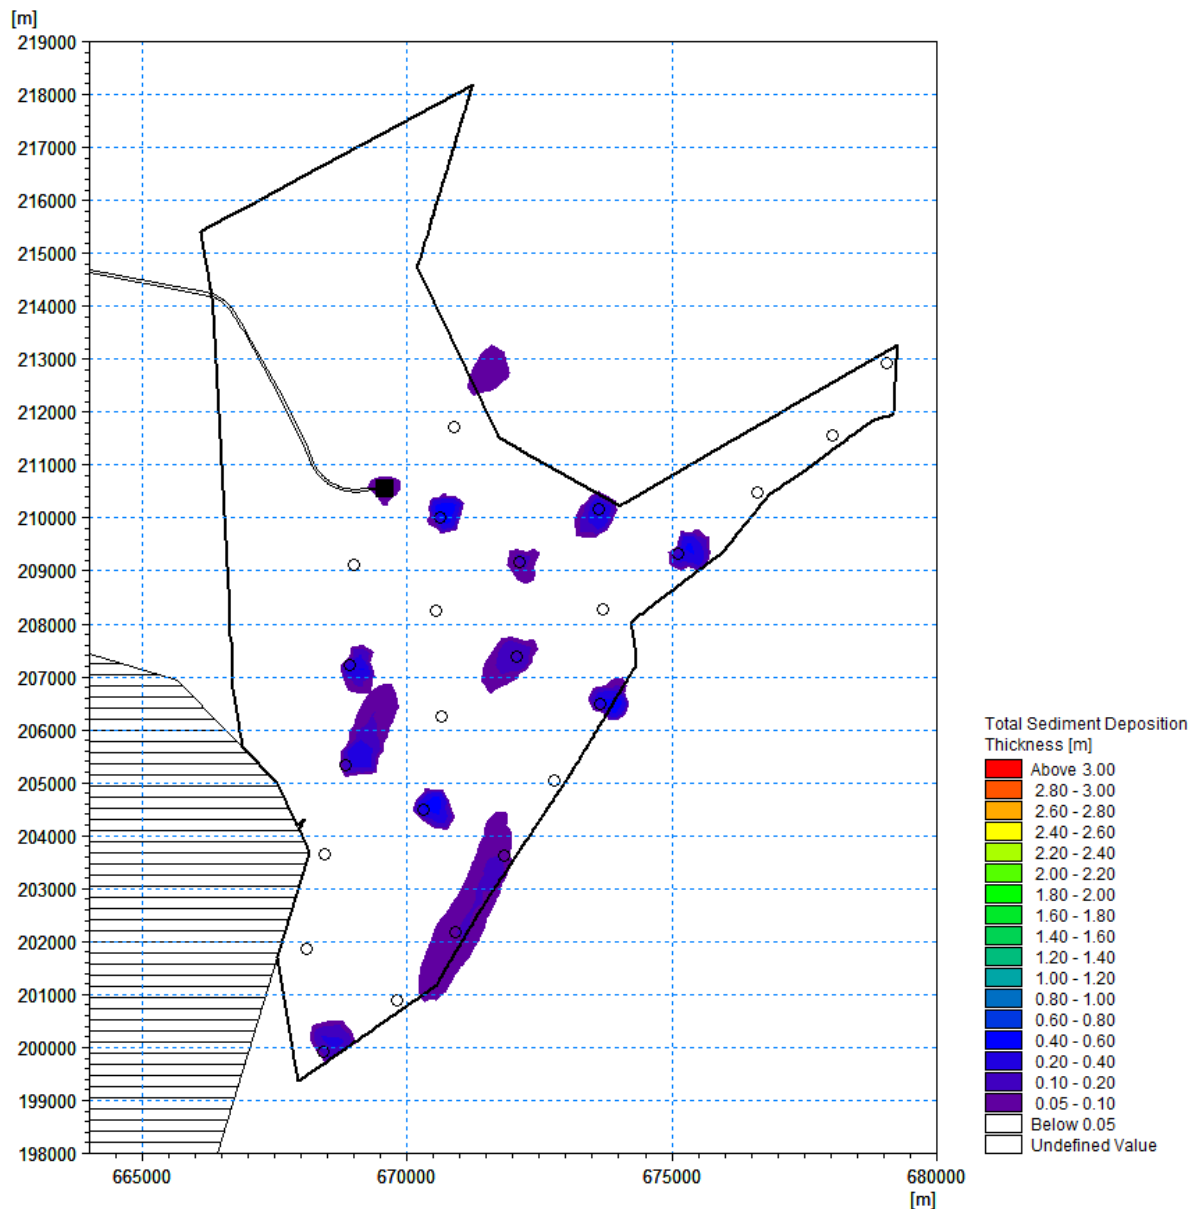 [m]
219000
218000
217000
216000
215000
214000
213000
212000
211000
210000
209000
208000
207000
206000
205000
204000
203000
202000
201000
200000
199000
198000
665000 670000 675000 680000
[m]
Total Sediment Deposition
Thickness [m]
Above 3.00
2.80 - 3.00
2.60 - 2.80
2.40 - 2.60
2.20 - 2.40
2.00 - 2.20
1.80 - 2.00
1.60 - 1.80
1.40 - 1.60
1.20 - 1.40
1.00 - 1.20
0.80 - 1.00
0.60 - 0.80
0.40 - 0.60
0.20 - 0.40
0.10 - 0.20
0.05 - 0.10
Below 0.05
Undefined Value